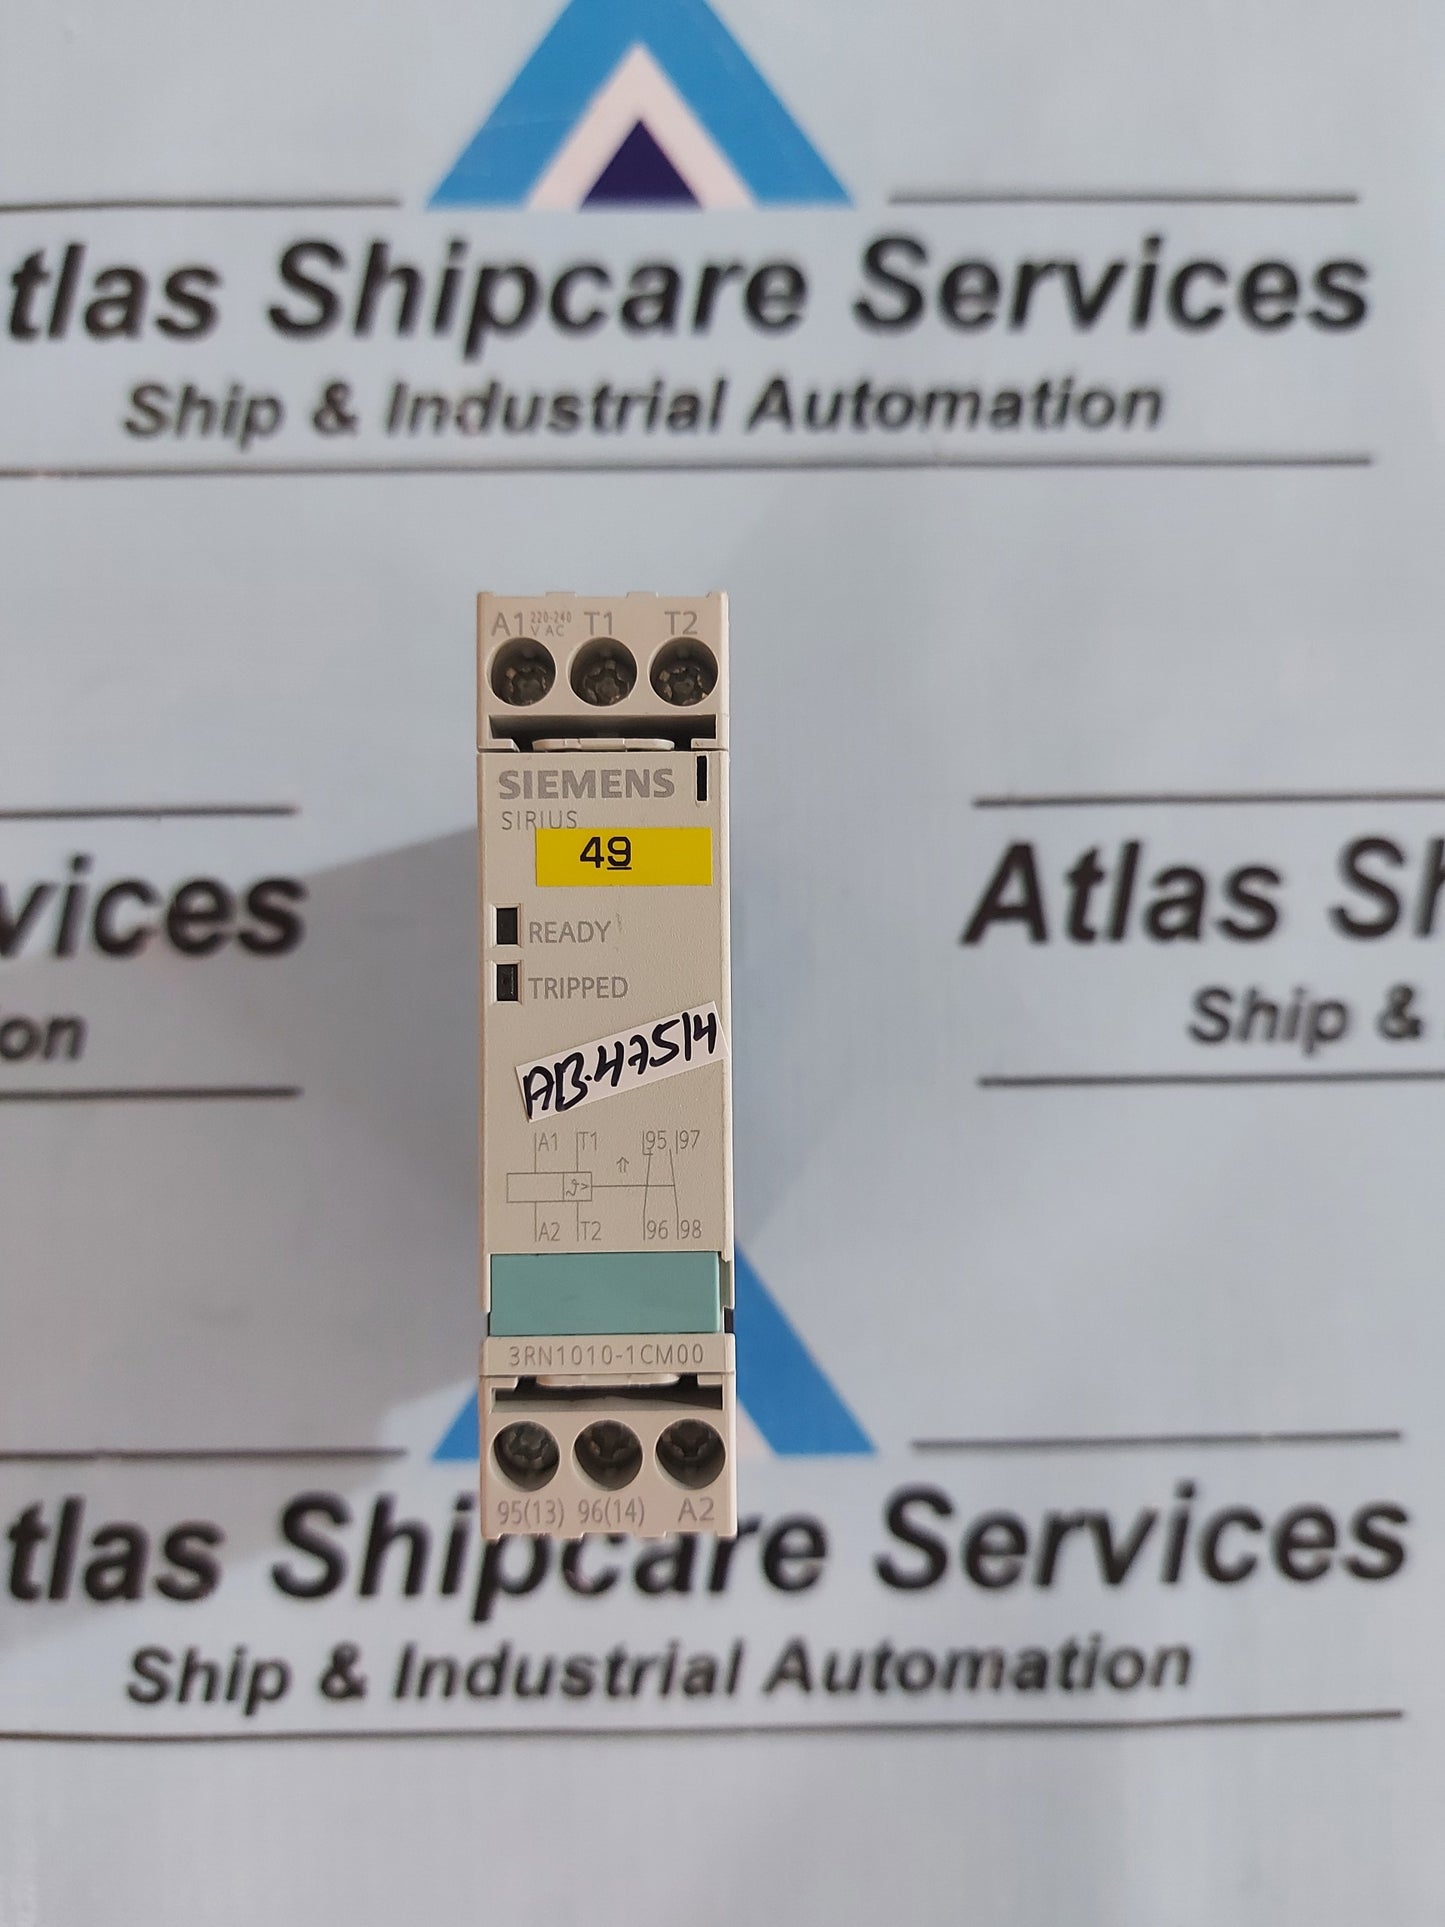 tlas Shipcare Services
Ship & Industrial Automation
A1 220-240 V AC T1 T2
SIEMENS
SIRIUS
49
READY
TRIPPED
AB-47514
A1 T1 95 97
A2 T2 96 98
3RN1010-1CM00
95(13) 96(14) A2
vices
on
Atlas Sh
Ship &
tlas Shipcare Services
Ship & Industrial Automation